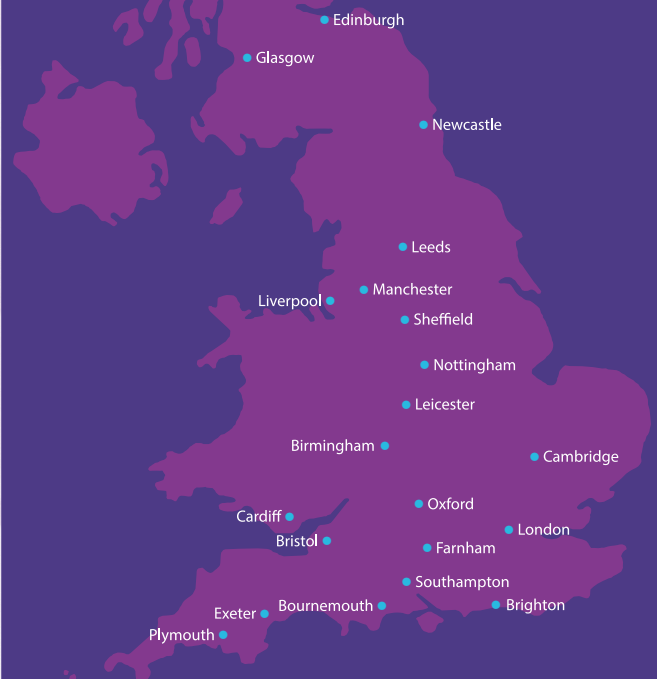 Edinburgh
Glasgow
Newcastle
Leeds
Manchester
Liverpool
Sheffield
Nottingham
Leicester
Birmingham
Cambridge
Oxford
Cardiff
London
Bristol
Farnham
Southampton
Bournemouth
Brighton
Exeter
Plymouth